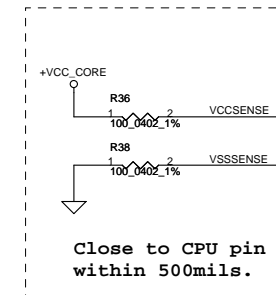 +VCC_CORE
R36
1 2 VCCSENSE
100_0402_1%
R38
1 2 VSSSENSE
100_0402_1%
Close to CPU pin
within 500mils.